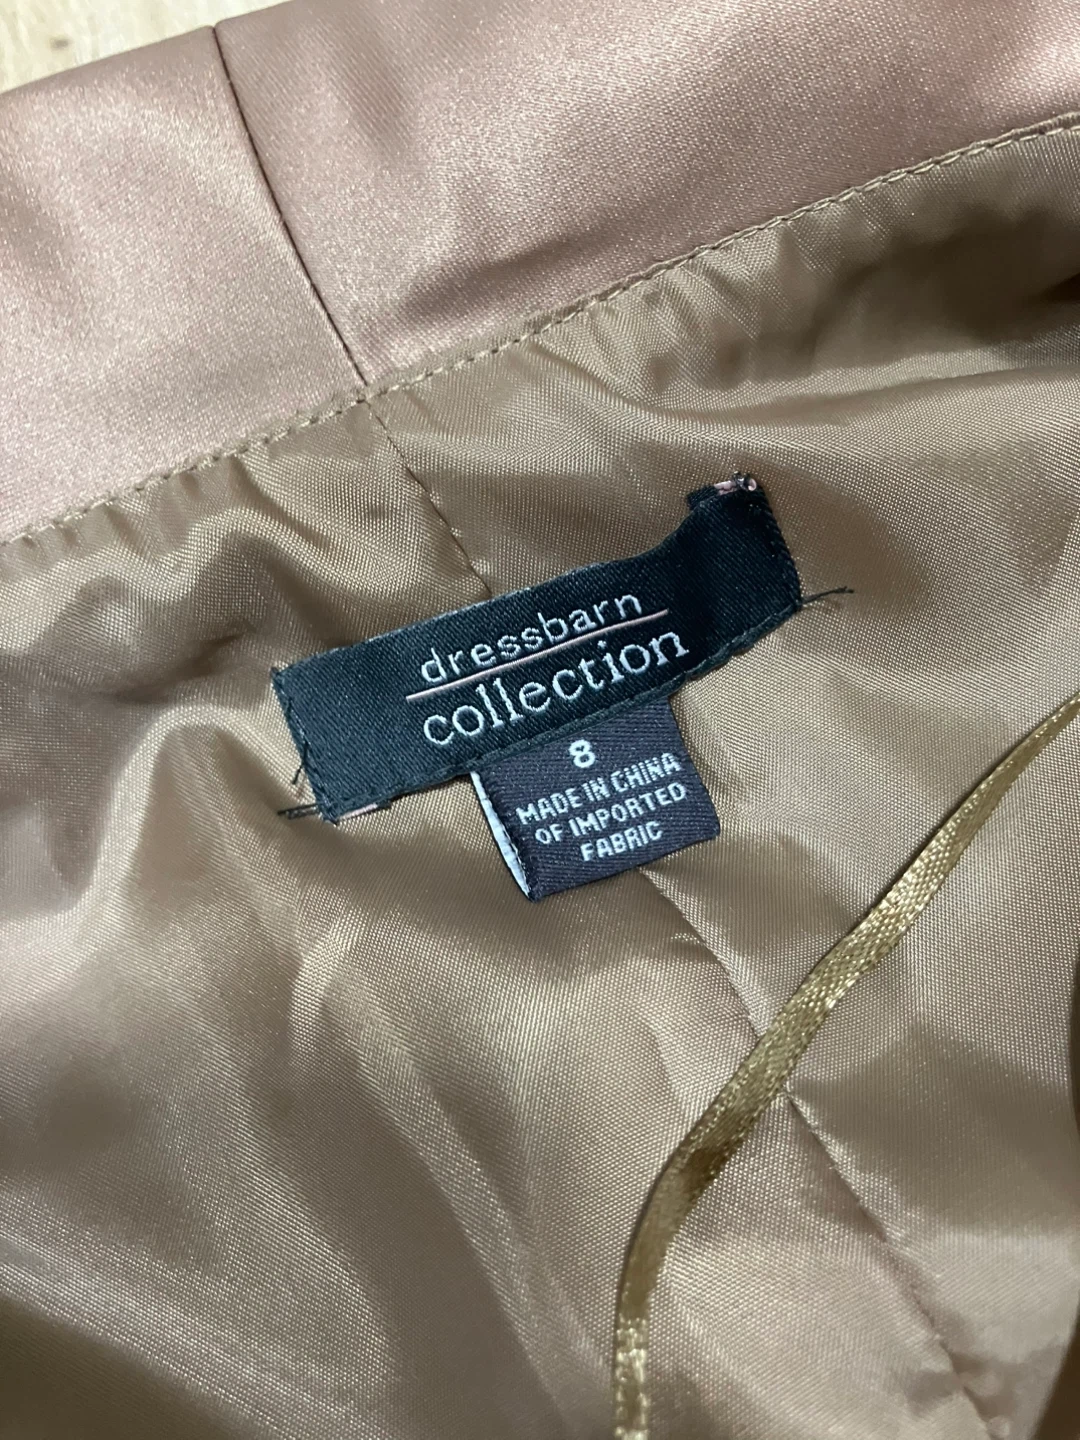 dressbarn
collection
8
MADE IN CHINA
OF IMPORTED
FABRIC